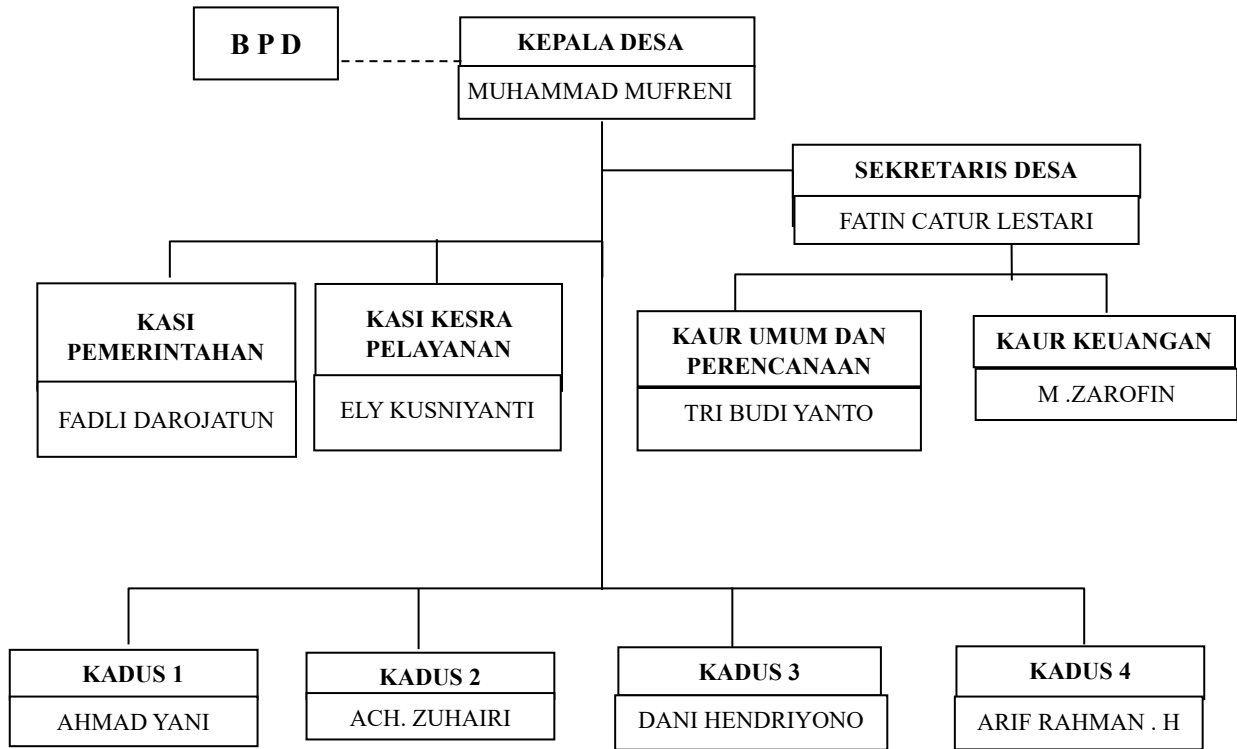 B P D
KEPALA DESA
MUHAMMAD MUFRENI
SEKRETARIS DESA
FATIN CATUR LESTARI
KASI
PEMERINTAHAN
FADLI DAROJATUN
KASI KESRA
PELAYANAN
ELY KUSNIYANTI
KAUR UMUM DAN
PERENCANAAN
TRI BUDI YANTO
KAUR KEUANGAN
M .ZAROFIN
KADUS 1
AHMAD YANI
KADUS 2
ACH. ZUHAIRI
KADUS 3
DANI HENDRIYONO
KADUS 4
ARIF RAHMAN . H